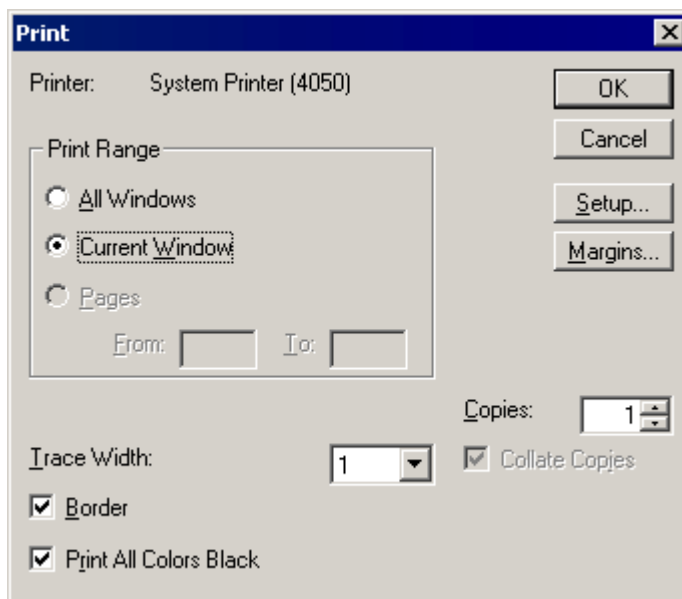 Print
Printer: System Printer (4050)
OK
Cancel
Print Range
All Windows
Setup...
Current Window
Margins...
Pages
From: To:
Copies: 1
Trace Width: 1
Collate Copies
Border
Print All Colors Black